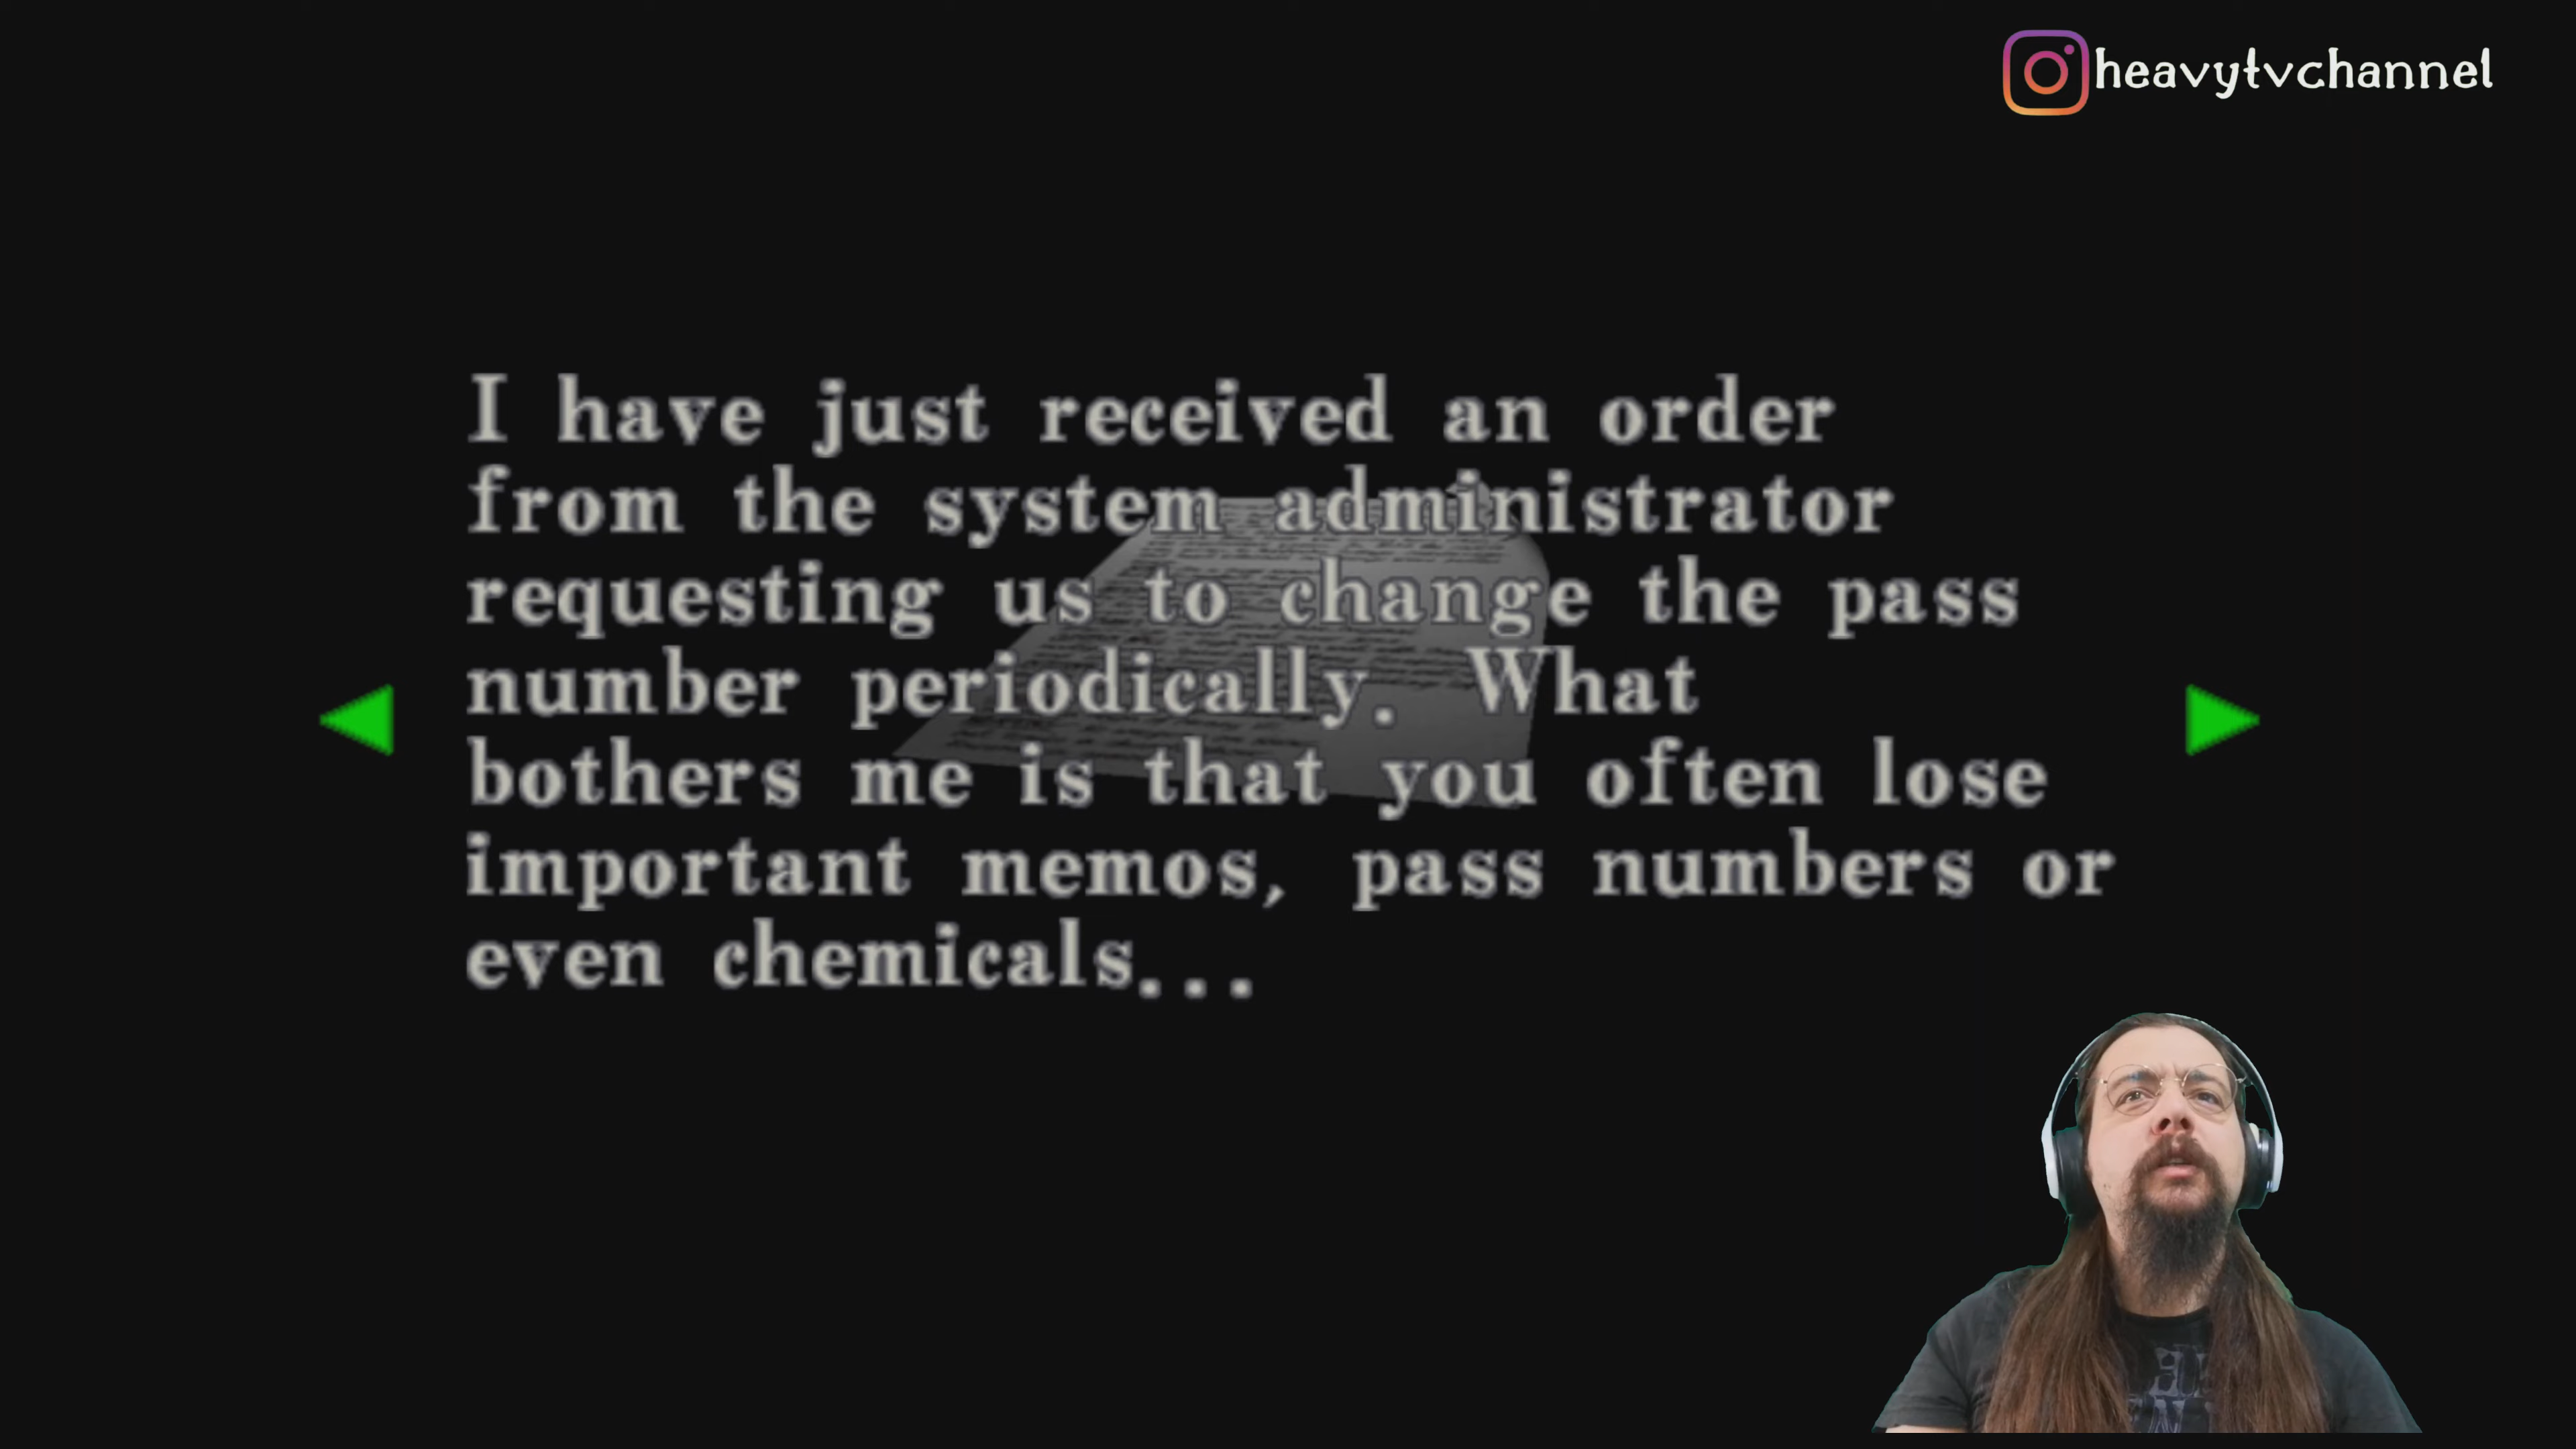 heavytvchannel
I have just received an order
from the system administrator
requesting us to change the pass
number periodically. What
bothers me is that you often lose
important memos, pass numbers or
even chemicals...